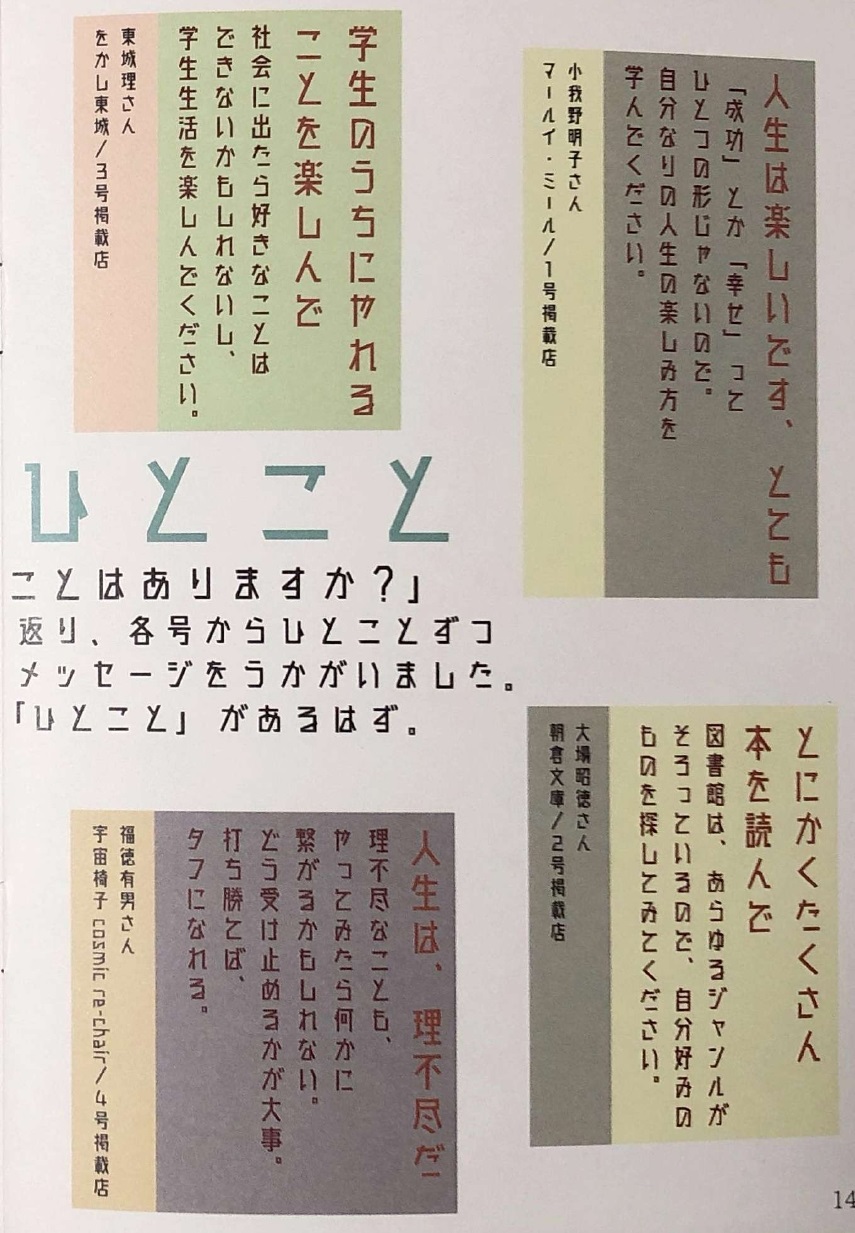 人生は楽しいです、とても
「成功」とか「幸せ」って
ひとつの形じゃないので。
自分なりの人生の楽しみ方を
学んでください。
小我野明子さん
マールイ・ミール/1号掲載店
学生のうちにやれる
ことを楽しんで
社会に出たら好きなことは
できないかもしれないし、
学生生活を楽しんでください。
東城理さん
をかし東城/3号掲載店
ひとこと
ことはありますか?」
返り、各号からひとことずつ
メッセージをうかがいました。
「ひとこと」があるはず。
とにかくたくさん
本を読んで
図書館は、あらゆるジャンルが
そろっているので、自分好みの
ものを探してみてください。
大場昭徳さん
朝倉文庫/2号掲載店
人生は、理不尽だ
理不尽なことも、
やってみたら何かに
繋がるかもしれない。
どう受け止めるかが大事。
打ち勝てば、
タフになれる。
福徳有男さん
宇宙椅子 cosmic re-chair/4号掲載店
14